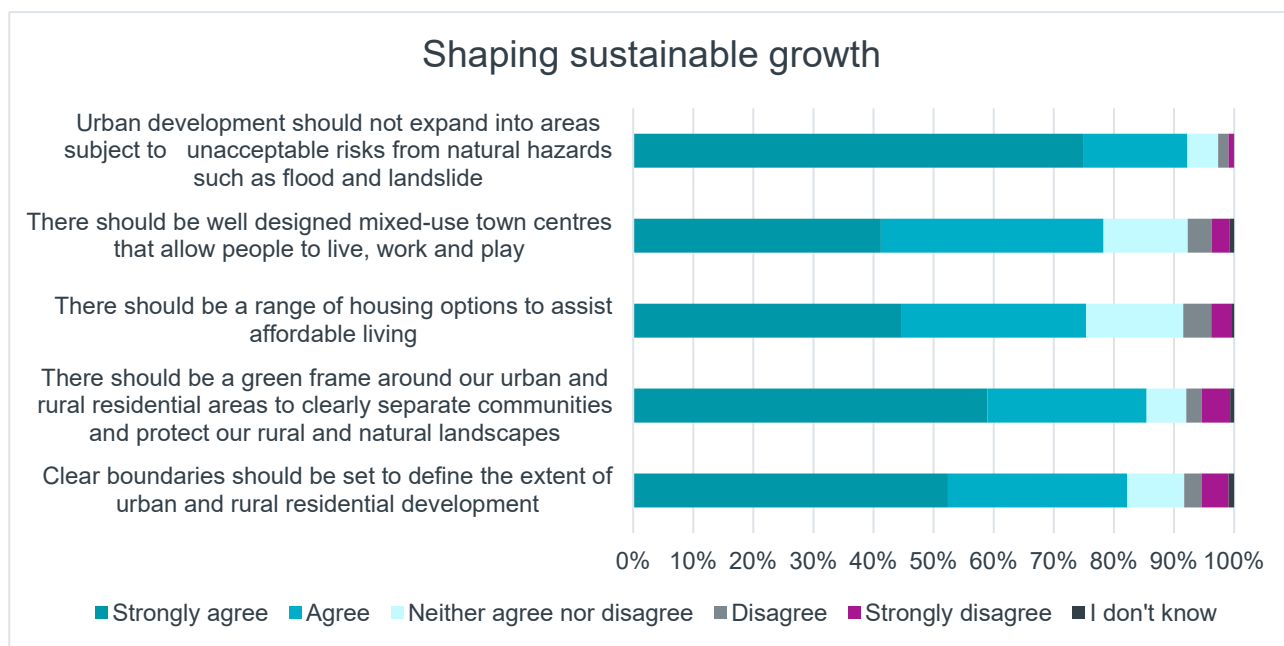 Shaping sustainable growth
Urban development should not expand into areas
subject to   unacceptable risks from natural hazards
such as flood and landslide
There should be well designed mixed-use town centres
that allow people to live, work and play
There should be a range of housing options to assist
affordable living
There should be a green frame around our urban and
rural residential areas to clearly separate communities
and protect our rural and natural landscapes
Clear boundaries should be set to define the extent of
urban and rural residential development
0% 10% 20% 30% 40% 50% 60% 70% 80% 90% 100%
Strongly agree Agree Neither agree nor disagree Disagree Strongly disagree I don't know